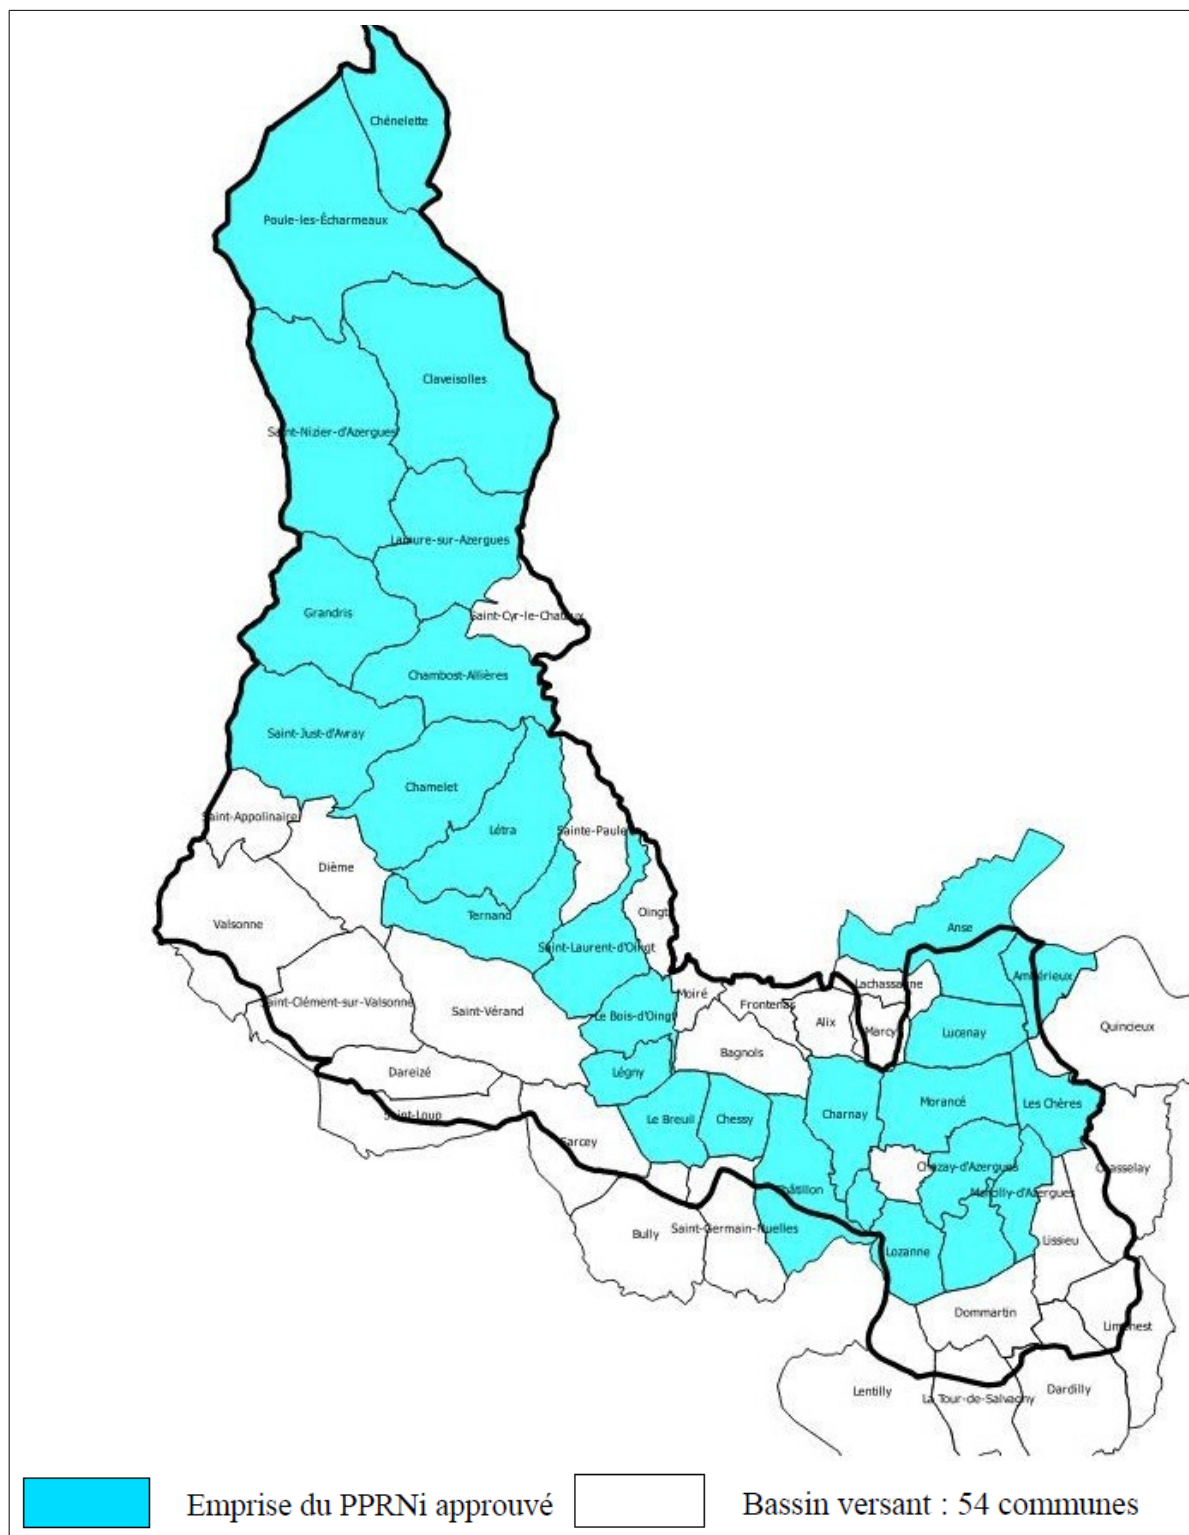 Chénelette
Poule-les-Écharmeaux
Claveisolles
Saint-Nizier-d'Azergues
Lamure-sur-Azergues
Grandris
Saint-Cyr-le-Chatoux
Chambost-Allières
Saint-Just-d'Avray
Chamelet
Saint-Appolinaire
Létra
Sainte-Paule
Dième
Oingt
Ternand
Valsonne
Anse
Saint-Laurent-d'Oingt
Ambérieux
Lachassagne
Moiré
Saint-Clément-sur-Valsonne
Frontenas
Saint-Vérand
Le Bois-d'Oingt
Alix
Marcy
Lucenay
Quincieux
Bagnols
Dareizé
Légny
Morancé
Les Chères
Saint-Loup
Le Breuil
Chessy
Charnay
Sarcey
Chazay-d'Azergues
Chasselay
Châtillon
Marcilly-d'Azergues
Saint-Germain-Nuelles
Bully
Lissieu
Lozanne
Dommartin
Limonest
Lentilly
La Tour-de-Salvagny
Dardilly
Emprise du PPRNi approuvé
Bassin versant : 54 communes